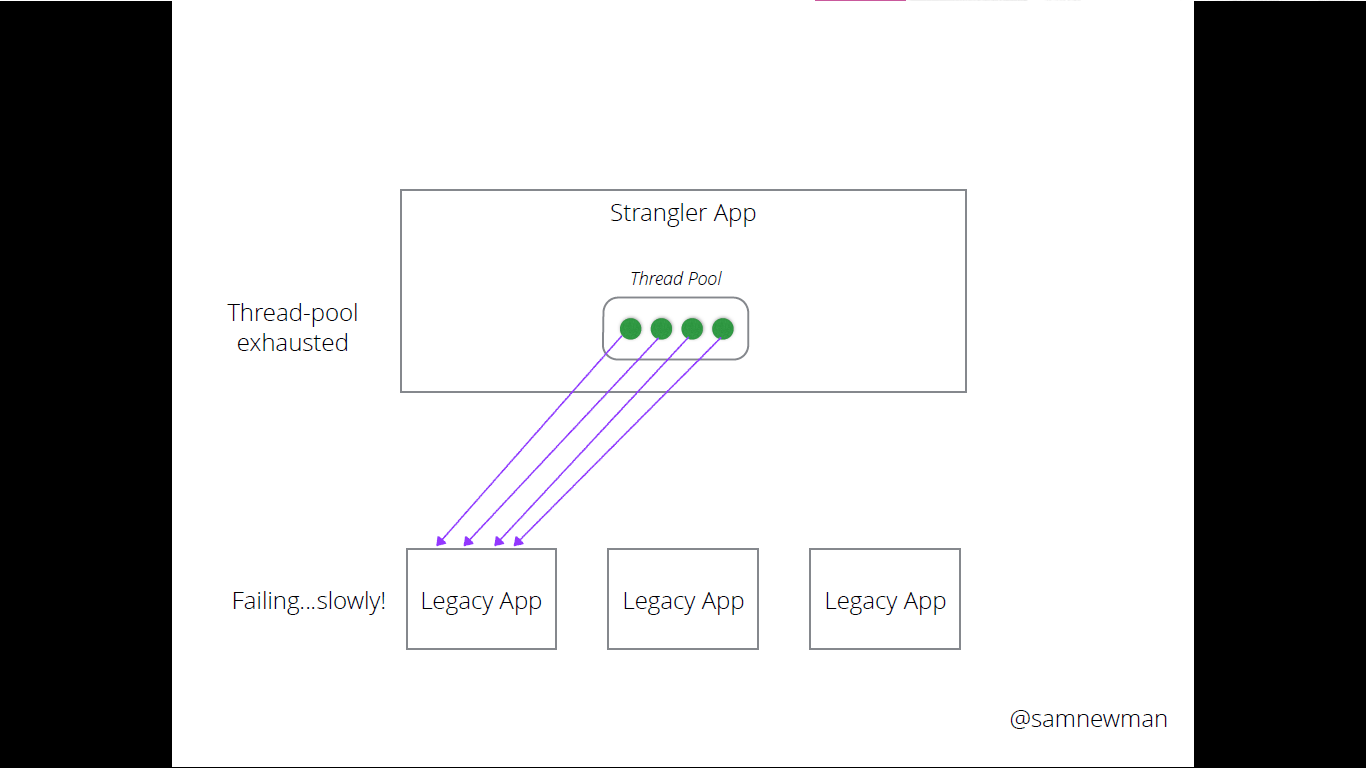 Strangler App
Thread Pool
Thread-pool
exhausted
Failing...slowly!
Legacy App
Legacy App
Legacy App
@samnewman